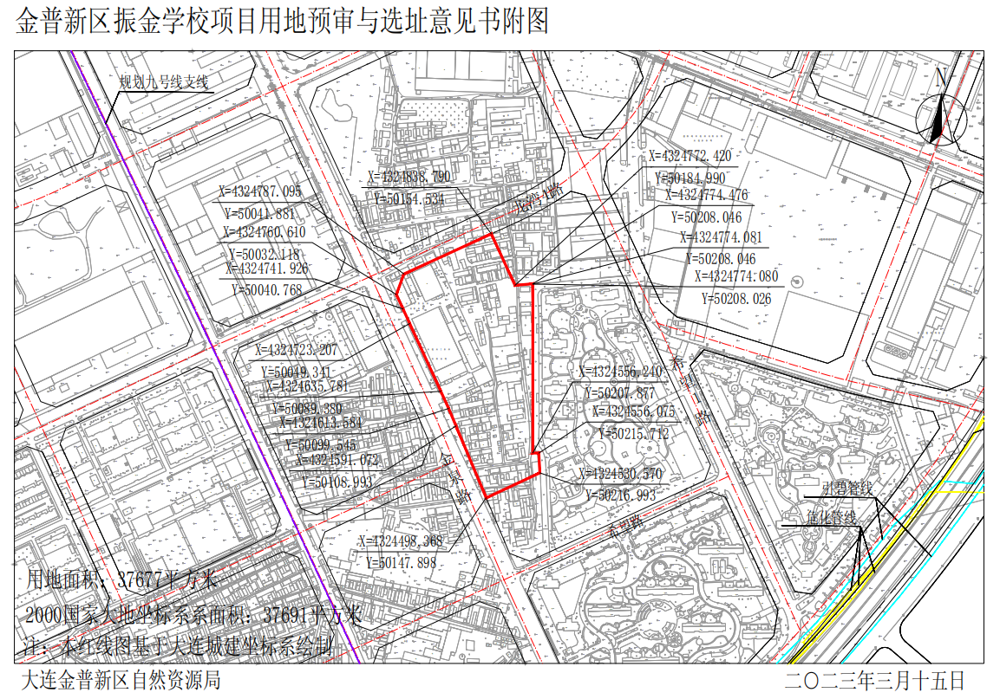 金普新区振金学校项目用地预审与选址意见书附图
规划九号线支线
N
X=4324772.420
Y=50184.990
X=4324838.790
Y=50154.534
X=4324787.095
Y=50041.881
X=4324774.476
Y=50208.046
X=4324760.610
Y=50032.118
X=4324774.081
Y=50208.046
X=4324741.926
Y=50040.768
X=4324774.080
Y=50208.026
X=4324723.207
Y=50049.341
X=4324635.781
Y=50089.380
X=4324613.584
Y=50099.545
X=4324591.072
Y=50108.993
X=4324556.240
Y=50207.877
X=4324556.075
Y=50215.712
X=4324530.570
Y=50216.993
X=4324498.368
Y=50147.898
引碧管线
范化管线
用地面积：37677平方米
2000国家大地坐标系系面积：37691平方米
注：本红线图基于大连城建坐标系绘制
大连金普新区自然资源局
二〇二三年三月十五日